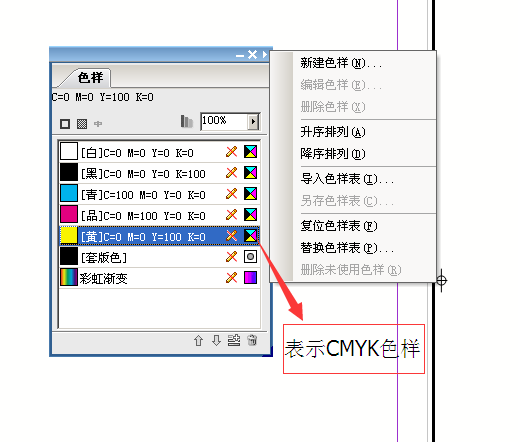 色样
C=0 M=0 Y=100 K=0
100%
[白]C=0 M=0 Y=0 K=0
[黑]C=0 M=0 Y=0 K=100
[青]C=100 M=0 Y=0 K=0
[品]C=0 M=100 Y=0 K=0
[黄]C=0 M=0 Y=100 K=0
[套版色]
彩虹渐变
新建色样(N)...
编辑色样(E)...
删除色样(X)
升序排列(A)
降序排列(D)
导入色样表(I)...
另存色样表(C)...
复位色样表(F)
替换色样表(P)...
删除未使用色样(R)
表示CMYK色样